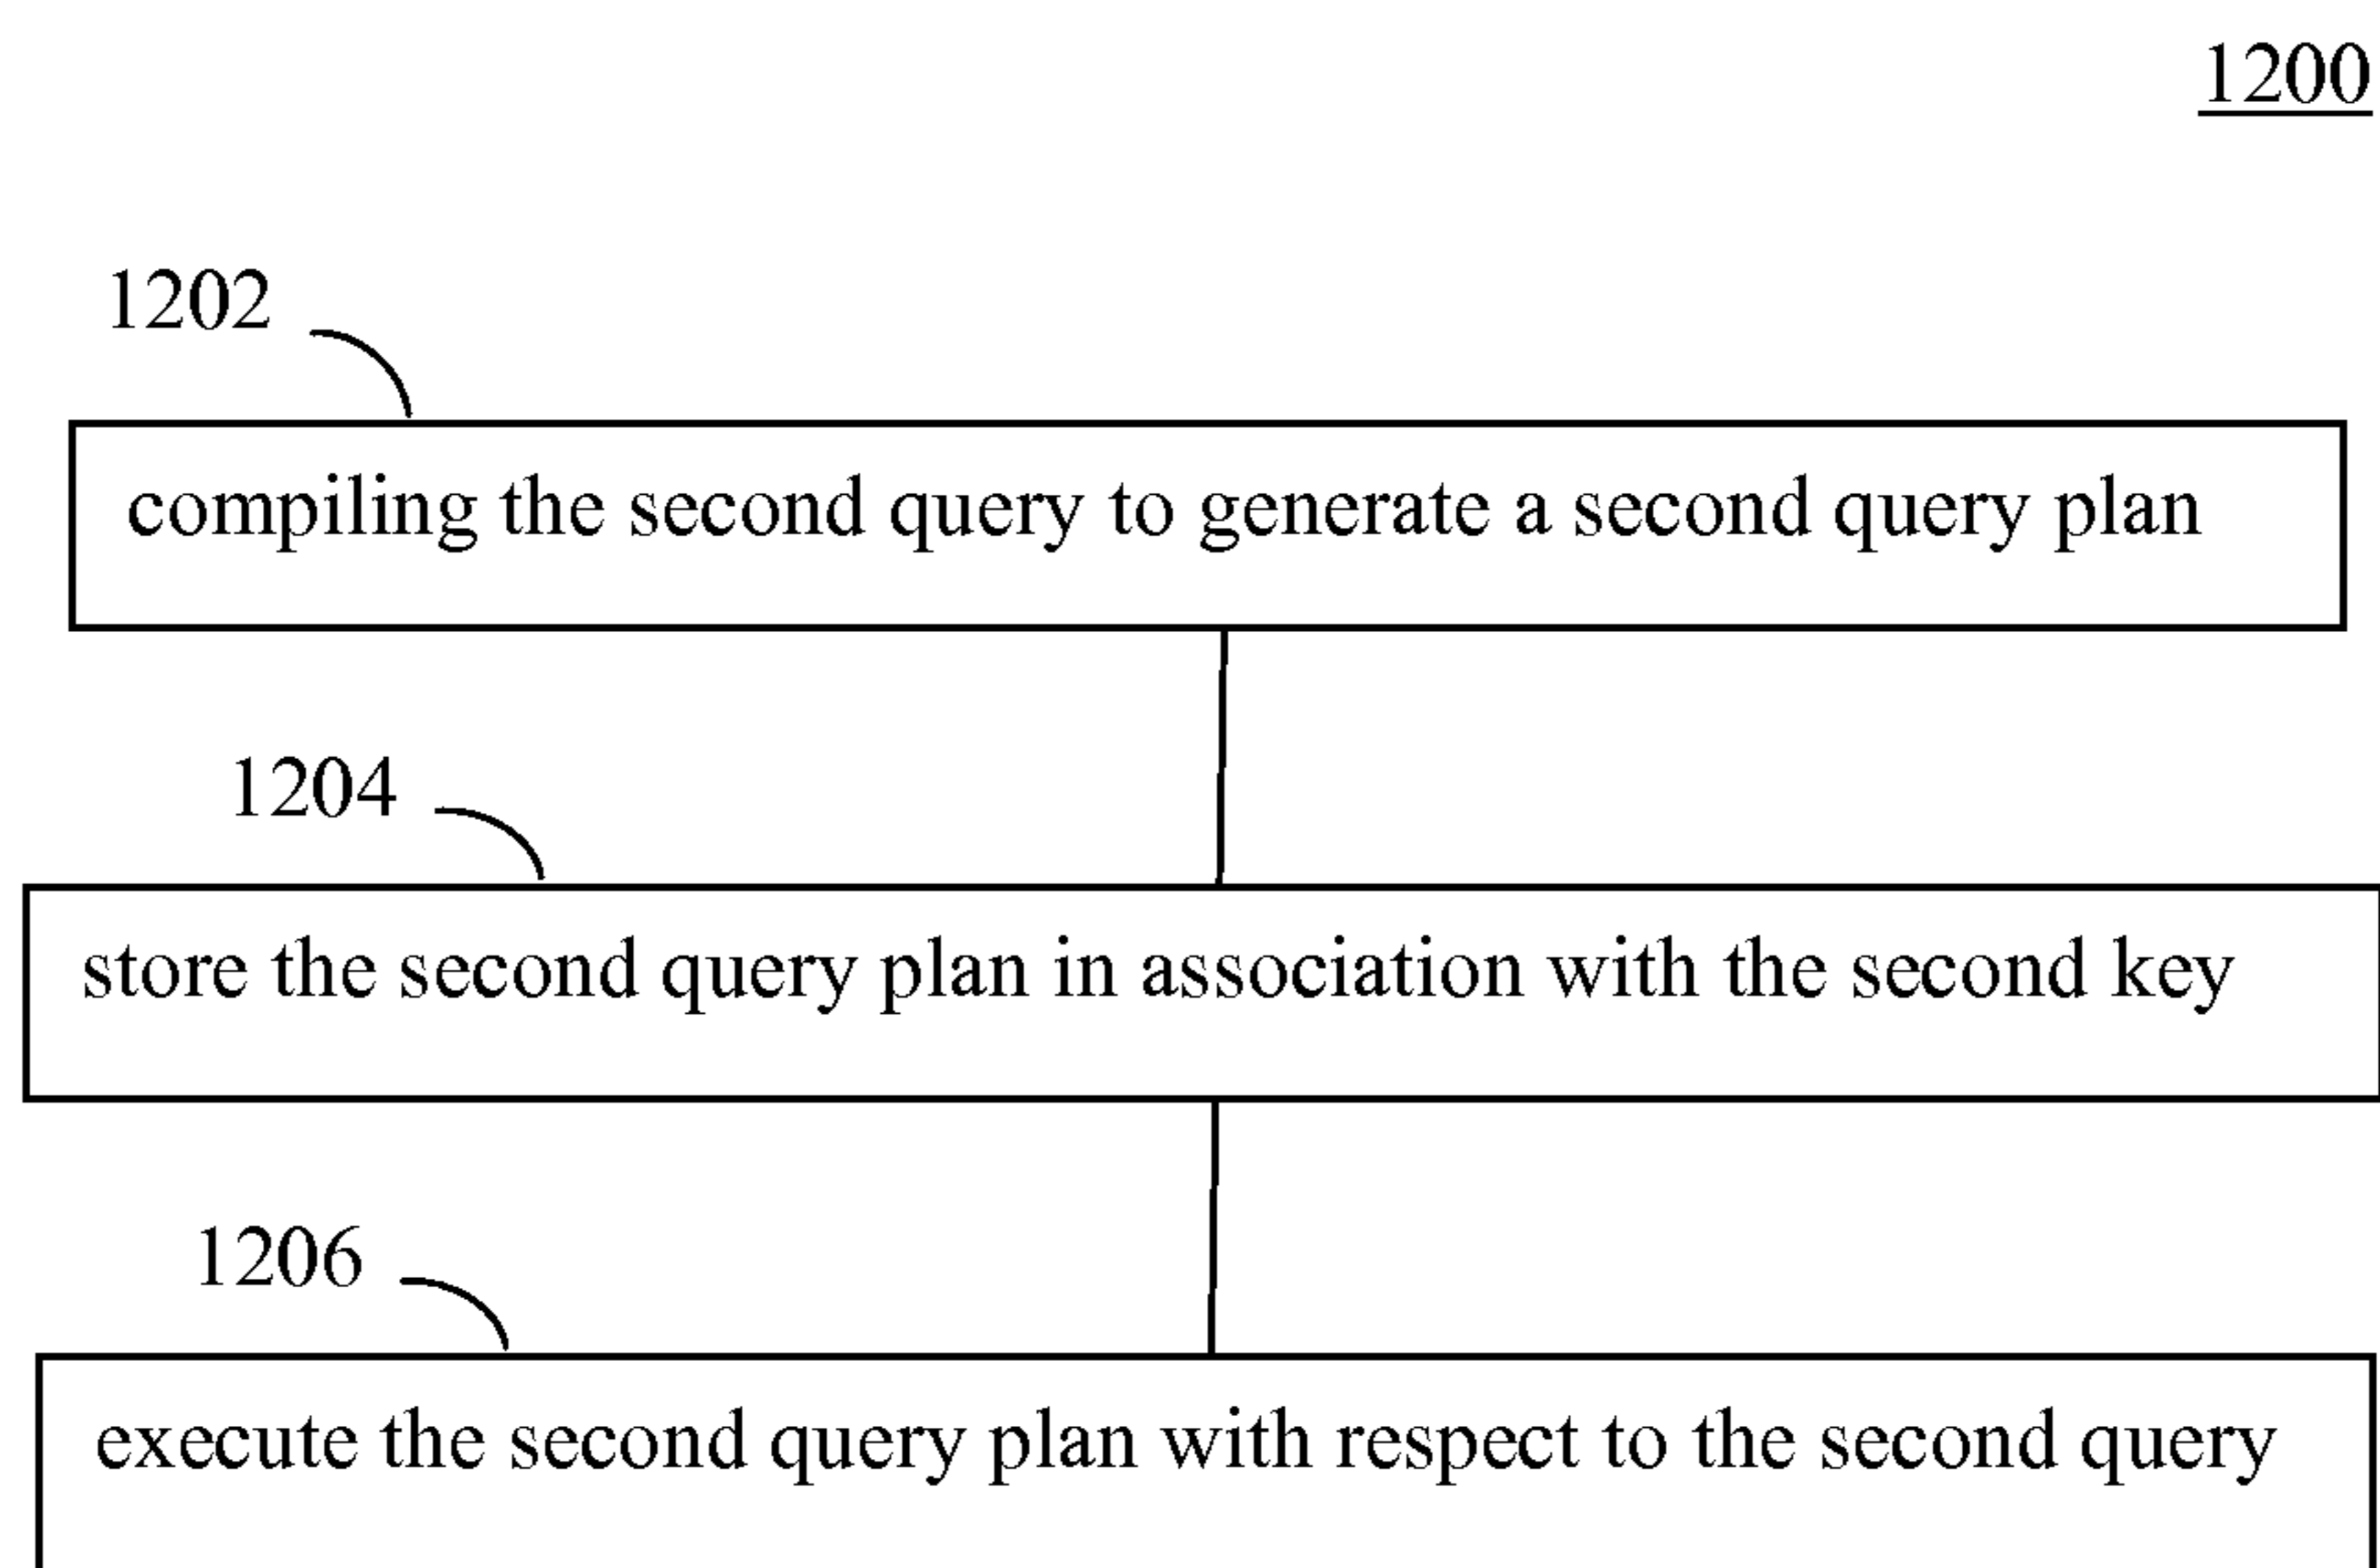 1200
1202
compiling the second query to generate a second query plan
1204
store the second query plan in association with the second key
1206
execute the second query plan with respect to the second query